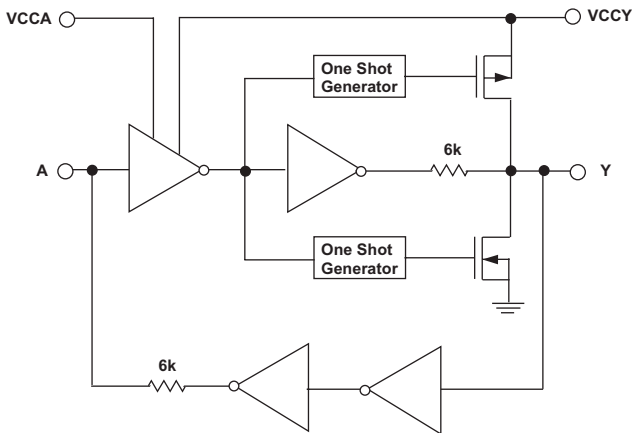 VCCA
VCCY
One Shot
Generator
6k
A
Y
One Shot
Generator
6k